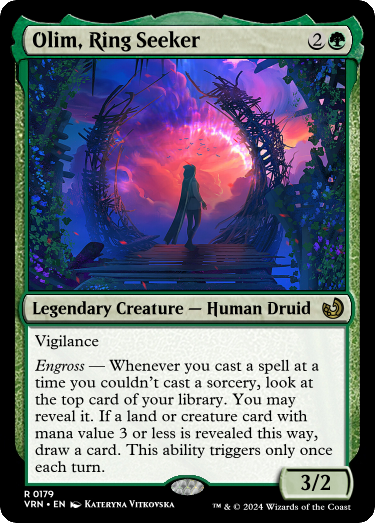 Olim, Ring Seeker 2
Legendary Creature — Human Druid
Vigilance
Engross — Whenever you cast a spell at a
time you couldn't cast a sorcery, look at
the top card of your library. You may
reveal it. If a land or creature card with
mana value 3 or less is revealed this way,
draw a card. This ability triggers only once
each turn.
3/2
R 0179
VRN • EN Kateryna Vitkovska
™ & © 2024 Wizards of the Coast